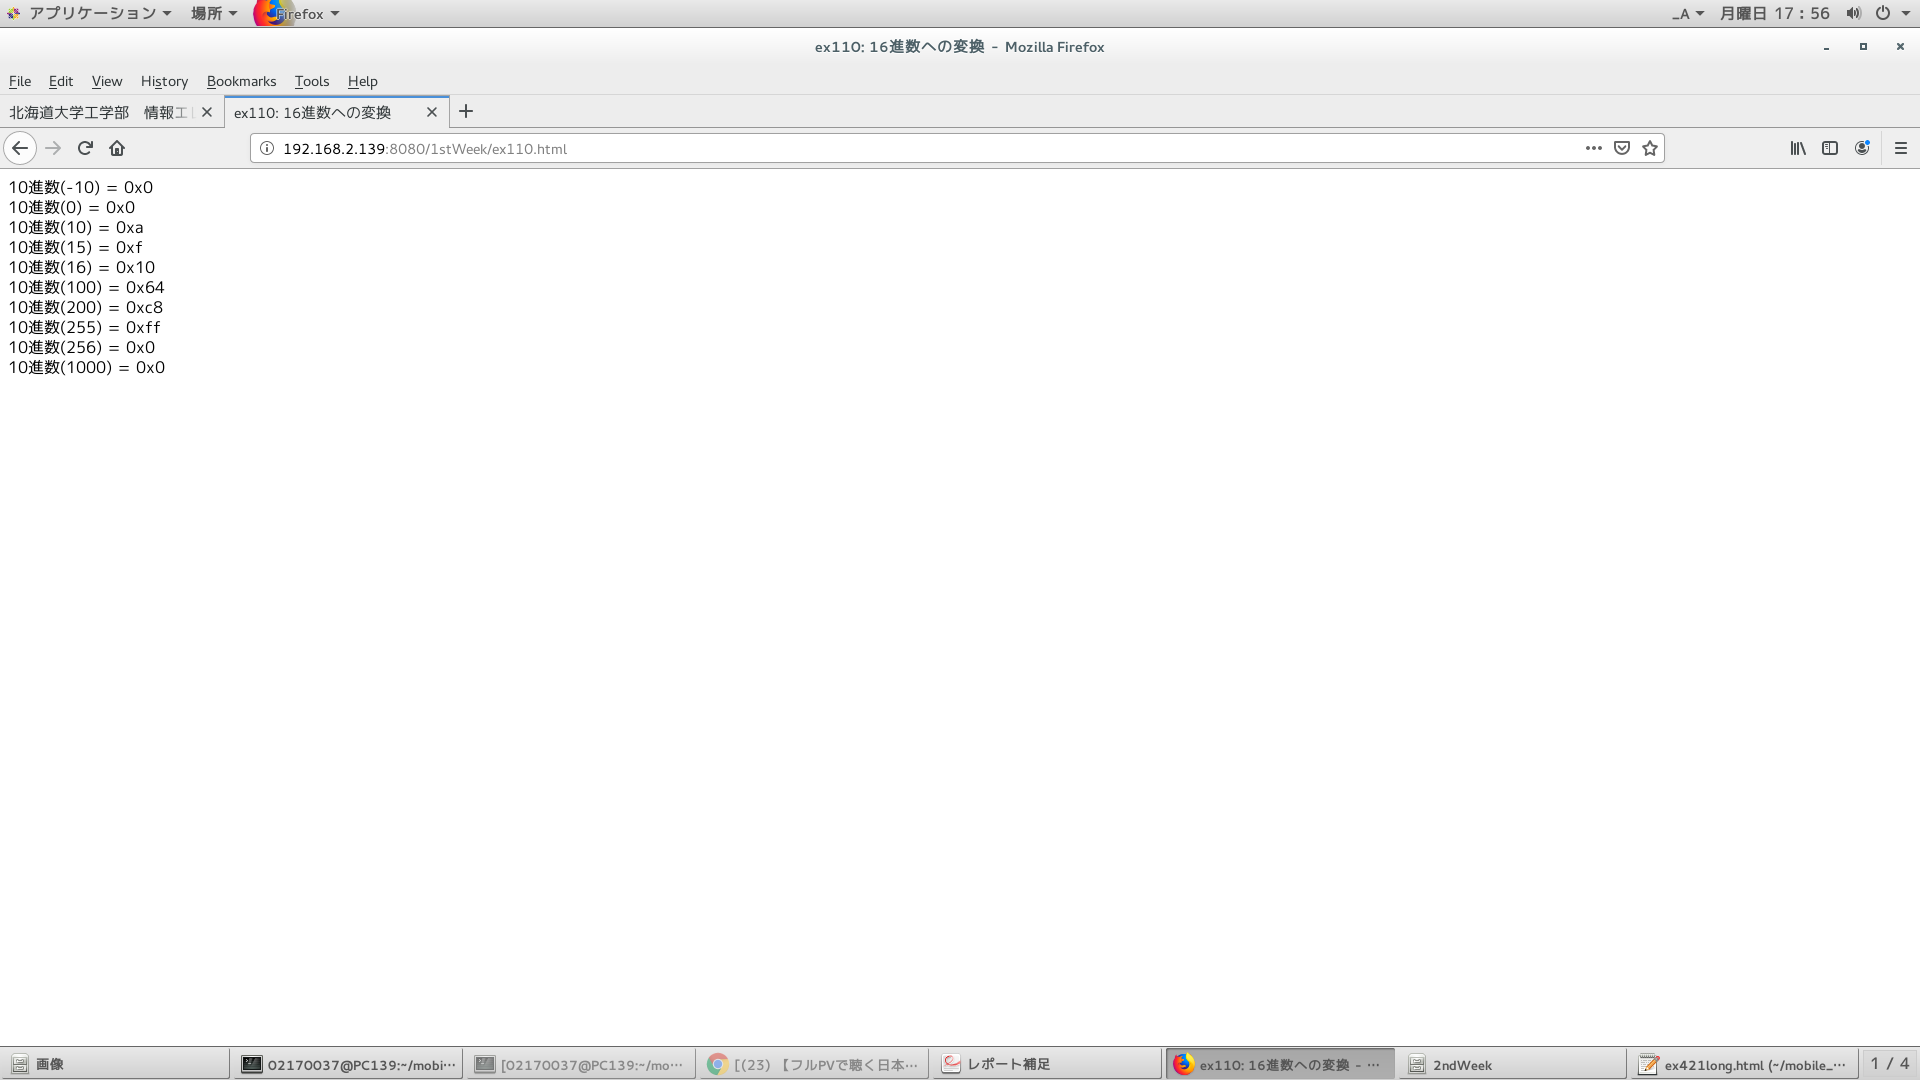 アプリケーション 場所 Firefox _A 月曜日 17 : 56
ex110: 16進数への変換 - Mozilla Firefox
File Edit View History Bookmarks Tools Help
北海道大学工学部 情報エ ex110: 16進数への変換
192.168.2.139:8080/1stWeek/ex110.html
10進数(-10) = 0x0
10進数(0) = 0x0
10進数(10) = 0xa
10進数(15) = 0xf
10進数(16) = 0x10
10進数(100) = 0x64
10進数(200) = 0xc8
10進数(255) = 0xff
10進数(256) = 0x0
10進数(1000) = 0x0
画像 02170037@PC139:~/mobi… [02170037@PC139:~/mo… [(23) 【フルPVで聴く日本… レポート補足 ex110: 16進数への変換 - … 2ndWeek ex421long.html (~/mobile_… 1 / 4